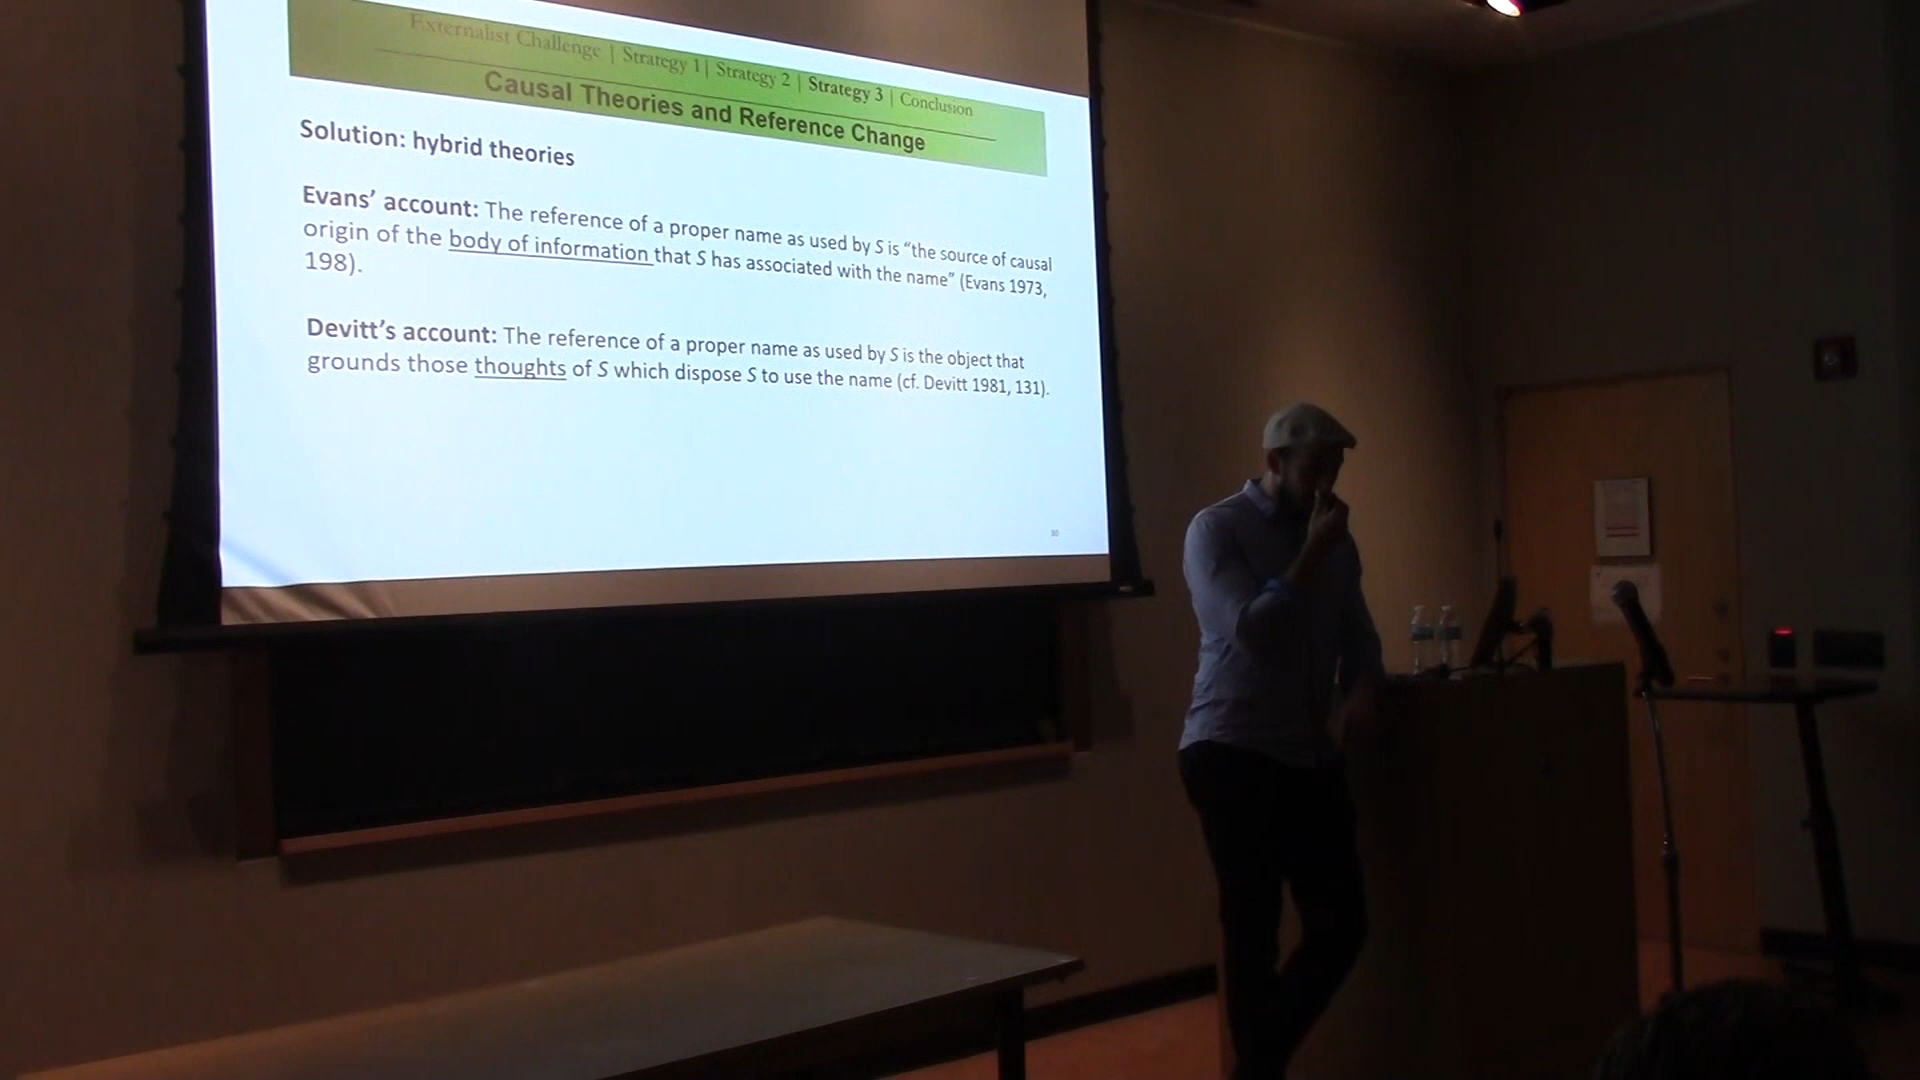 Externalist Challenge | Strategy 1 | Strategy 2 | Strategy 3 | Conclusion
Causal Theories and Reference Change
Solution: hybrid theories
Evans’ account: The reference of a proper name as used by S is “the source of causal
origin of the body of information that S has associated with the name” (Evans 1973,
198).
Devitt’s account: The reference of a proper name as used by S is the object that
grounds those thoughts of S which dispose S to use the name (cf. Devitt 1981, 131).